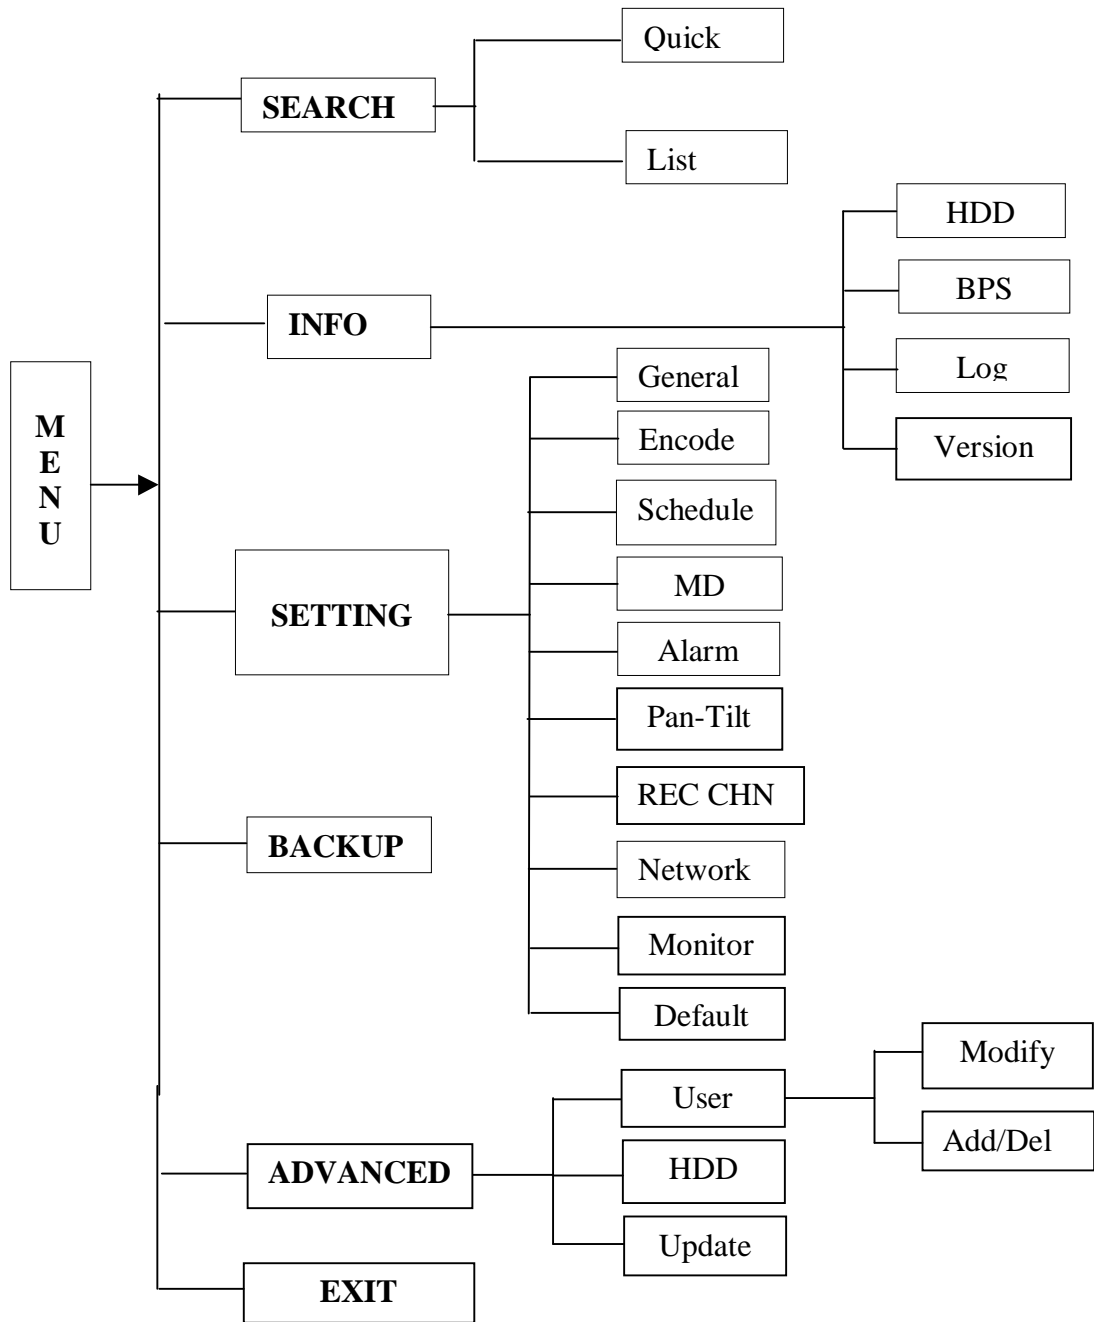 Quick
SEARCH
List
HDD
BPS
INFO
Log
Version
General
Encode
Schedule
MD
Alarm
Pan-Tilt
REC CHN
Network
Monitor
Default
M
E
N
U
SETTING
BACKUP
User
Modify
Add/Del
ADVANCED
HDD
Update
EXIT